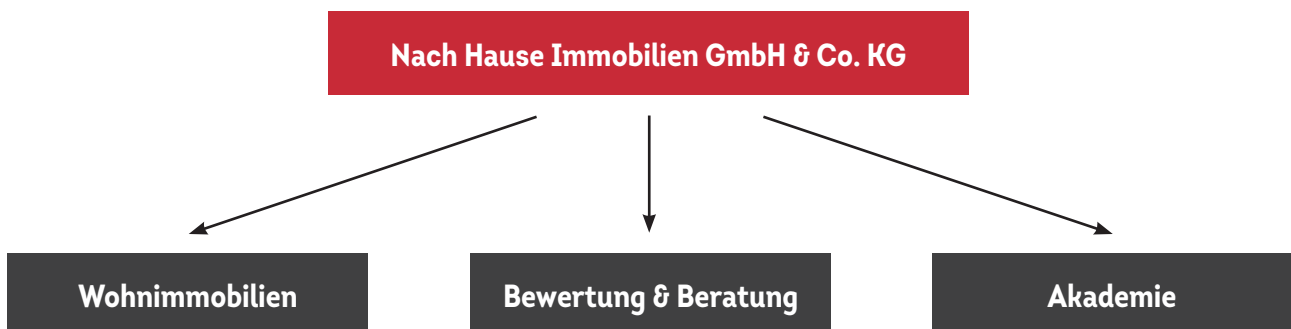 Nach Hause Immobilien GmbH & Co. KG
Wohnimmobilien
Bewertung & Beratung
Akademie